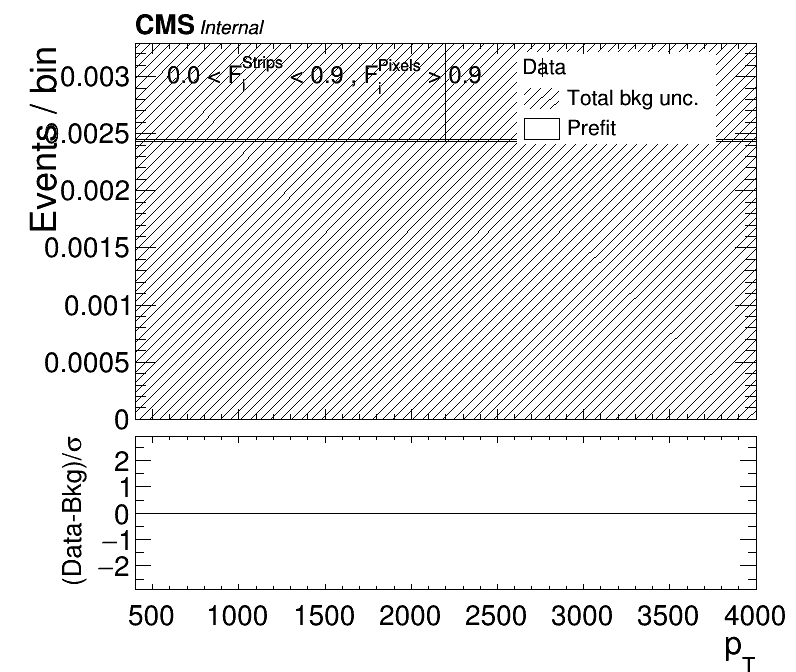 CMS Internal
Events / bin
0.0 < F_i^Strips < 0.9 , F_i^Pixels > 0.9
Data
Total bkg unc.
Prefit
0.003
0.0025
0.002
0.0015
0.001
0.0005
0
(Data-Bkg)/σ
2
1
0
−1
−2
500 1000 1500 2000 2500 3000 3500 4000
p_T